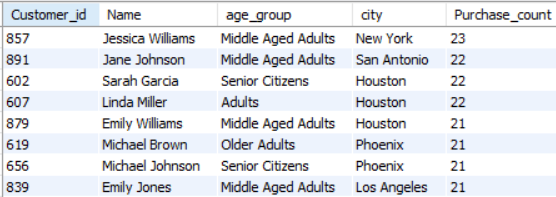 Customer_id Name age_group city Purchase_count
857 Jessica Williams Middle Aged Adults New York 23
891 Jane Johnson Middle Aged Adults San Antonio 22
602 Sarah Garcia Senior Citizens Houston 22
607 Linda Miller Adults Houston 22
879 Emily Williams Middle Aged Adults Houston 21
619 Michael Brown Older Adults Phoenix 21
656 Michael Johnson Senior Citizens Phoenix 21
839 Emily Jones Middle Aged Adults Los Angeles 21